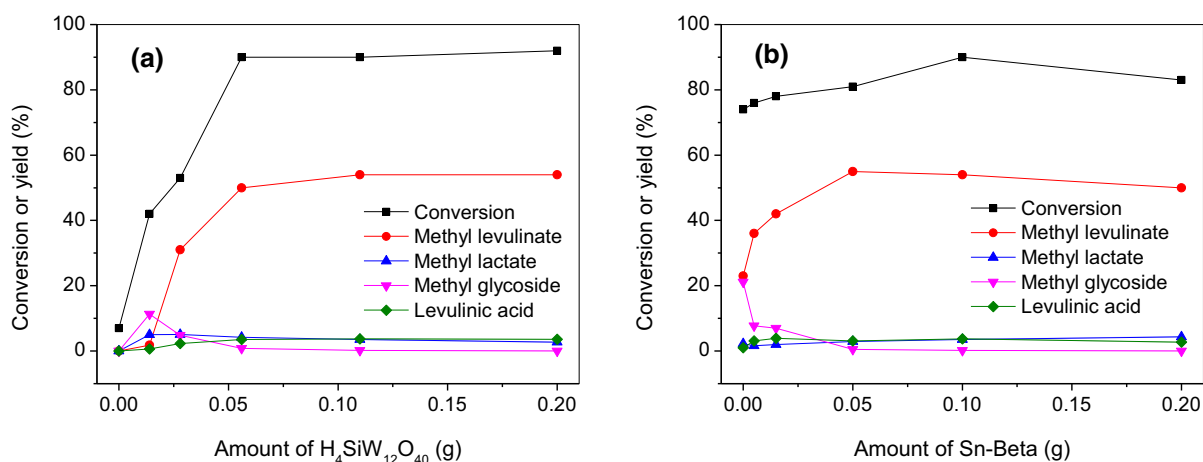 (a)
Conversion or yield (%)
100
80
60
40
20
0
Conversion
Methyl levulinate
Methyl lactate
Methyl glycoside
Levulinic acid
0.00 0.05 0.10 0.15 0.20
Amount of H₄SiW₁₂O₄₀ (g)
(b)
Conversion or yield (%)
100
80
60
40
20
0
Conversion
Methyl levulinate
Methyl lactate
Methyl glycoside
Levulinic acid
0.00 0.05 0.10 0.15 0.20
Amount of Sn-Beta (g)